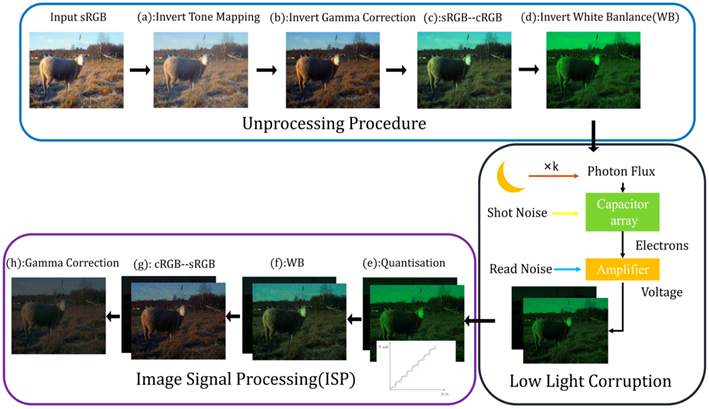 Input sRGB
(a):Invert Tone Mapping
(b):Invert Gamma Correction
(c):sRGB--cRGB
(d):Invert White Banlance(WB)
Unprocessing Procedure
×k
Photon Flux
Shot Noise
Capacitor
array
Electrons
Read Noise
Amplifier
Voltage
Low Light Corruption
(h):Gamma Correction
(g): cRGB--sRGB
(f):WB
(e):Quantisation
V out
V in
Image Signal Processing(ISP)